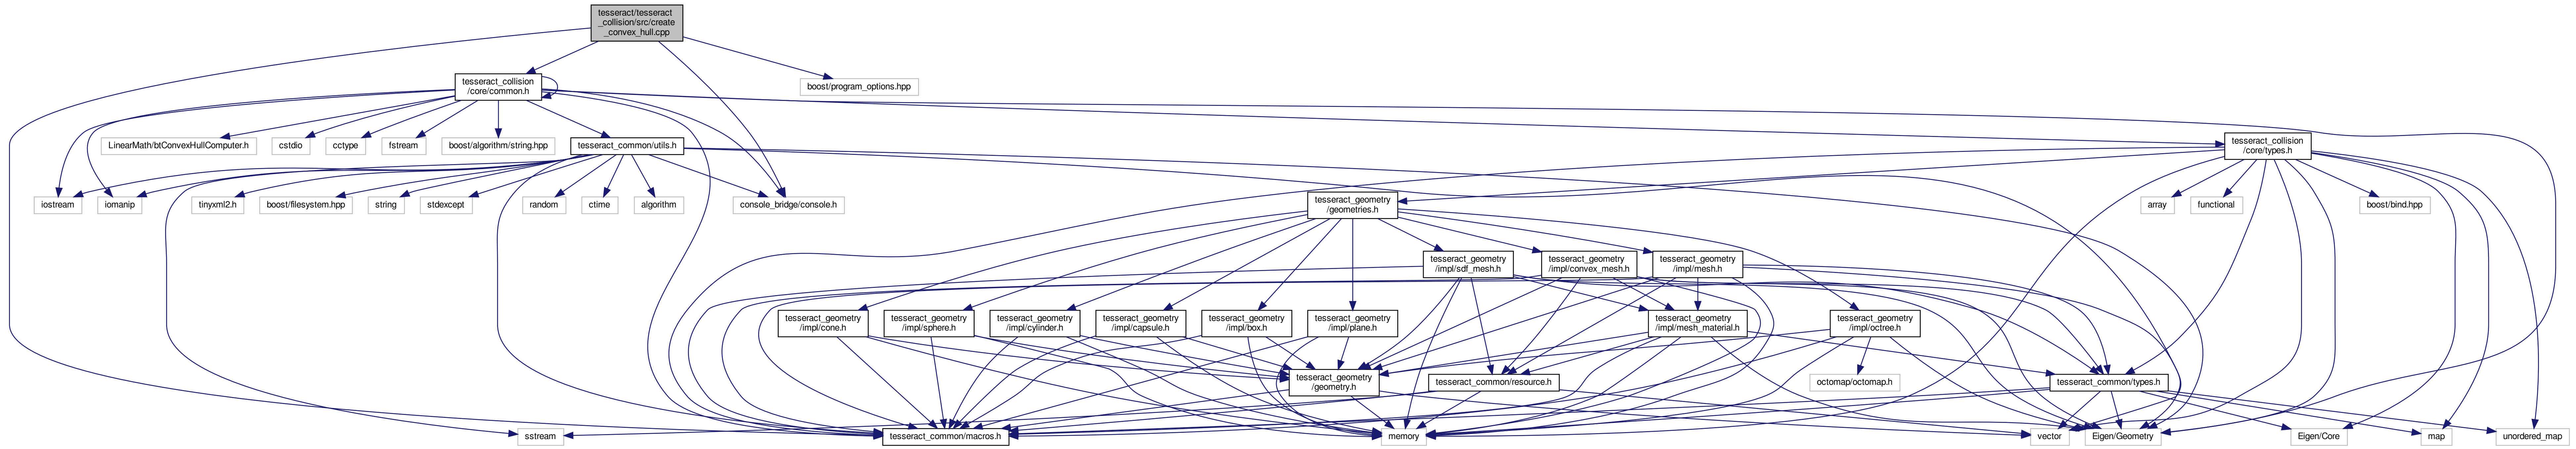 tesseract/tesseract
_collision/src/create
_convex_hull.cpp
tesseract_collision
/core/common.h
boost/program_options.hpp
LinearMath/btConvexHullComputer.h
cstdio
cctype
fstream
boost/algorithm/string.hpp
tesseract_common/utils.h
tesseract_collision
/core/types.h
iostream
iomanip
tinyxml2.h
boost/filesystem.hpp
string
stdexcept
random
ctime
algorithm
console_bridge/console.h
tesseract_geometry
/geometries.h
array
functional
boost/bind.hpp
tesseract_geometry
/impl/sdf_mesh.h
tesseract_geometry
/impl/convex_mesh.h
tesseract_geometry
/impl/mesh.h
tesseract_geometry
/impl/cone.h
tesseract_geometry
/impl/sphere.h
tesseract_geometry
/impl/cylinder.h
tesseract_geometry
/impl/capsule.h
tesseract_geometry
/impl/box.h
tesseract_geometry
/impl/plane.h
tesseract_geometry
/impl/mesh_material.h
tesseract_geometry
/impl/octree.h
tesseract_geometry
/geometry.h
tesseract_common/resource.h
octomap/octomap.h
tesseract_common/types.h
sstream
tesseract_common/macros.h
memory
vector
Eigen/Geometry
Eigen/Core
map
unordered_map